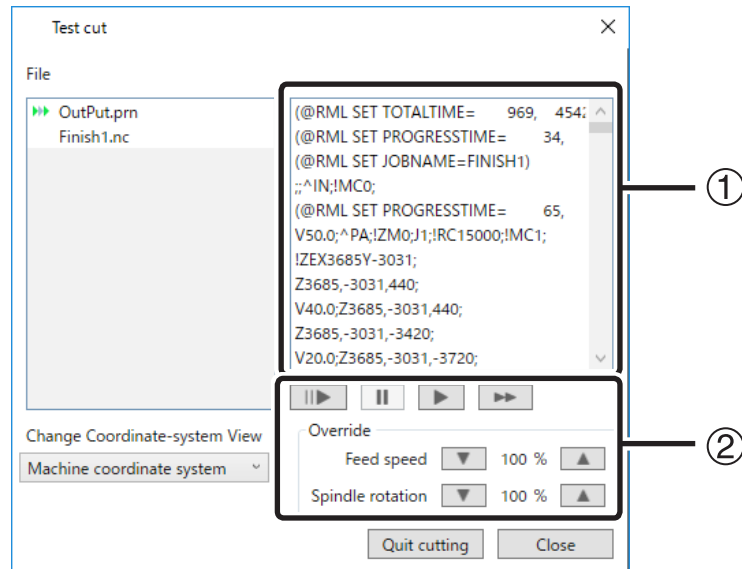 Test cut
File
OutPut.prn
Finish1.nc
(@RML SET TOTALTIME= 969, 4542
(@RML SET PROGRESSTIME= 34,
(@RML SET JOBNAME=FINISH1)
;;^IN;!MC0;
(@RML SET PROGRESSTIME= 65,
V50.0;^PA;!ZM0;J1;!RC15000;!MC1;
!ZEX3685Y-3031;
Z3685,-3031,440;
V40.0;Z3685,-3031,440;
Z3685,-3031,-3420;
V20.0;Z3685,-3031,-3720;
①
Change Coordinate-system View
Machine coordinate system
Override
Feed speed 100 %
Spindle rotation 100 %
②
Quit cutting Close